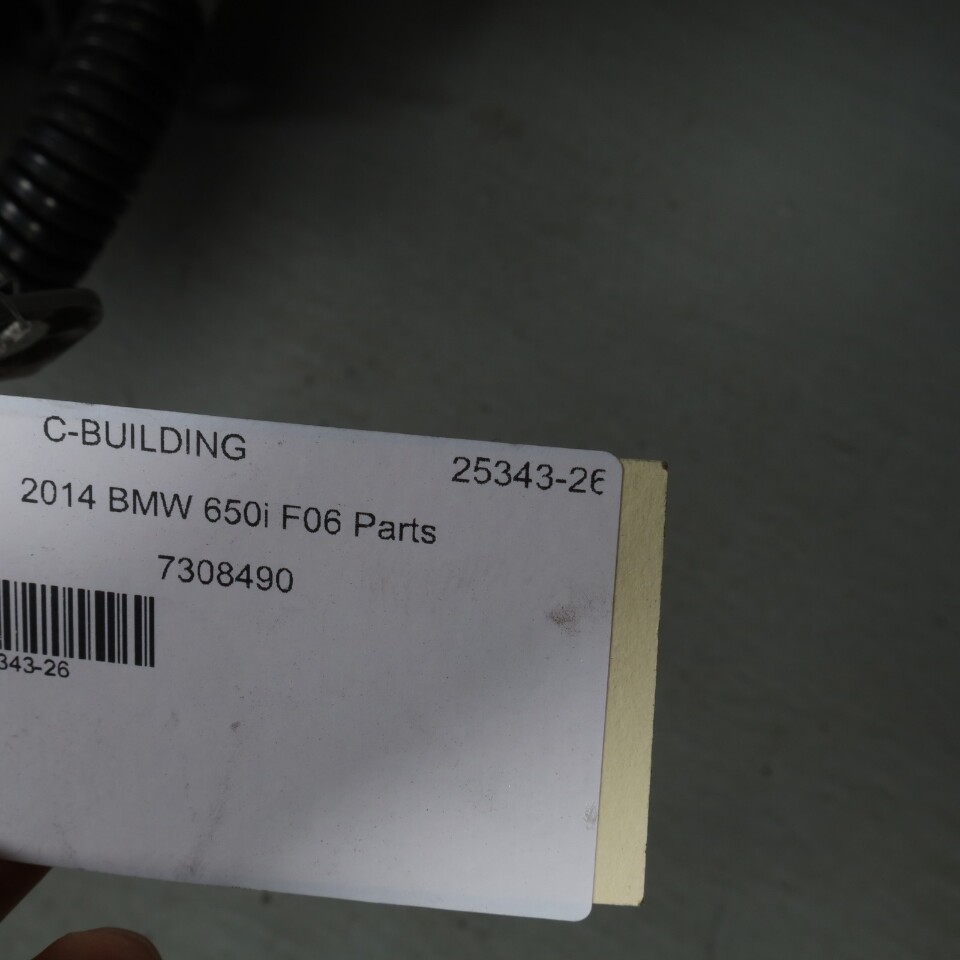 C-BUILDING
25343-26
2014 BMW 650i F06 Parts
7308490
343-26